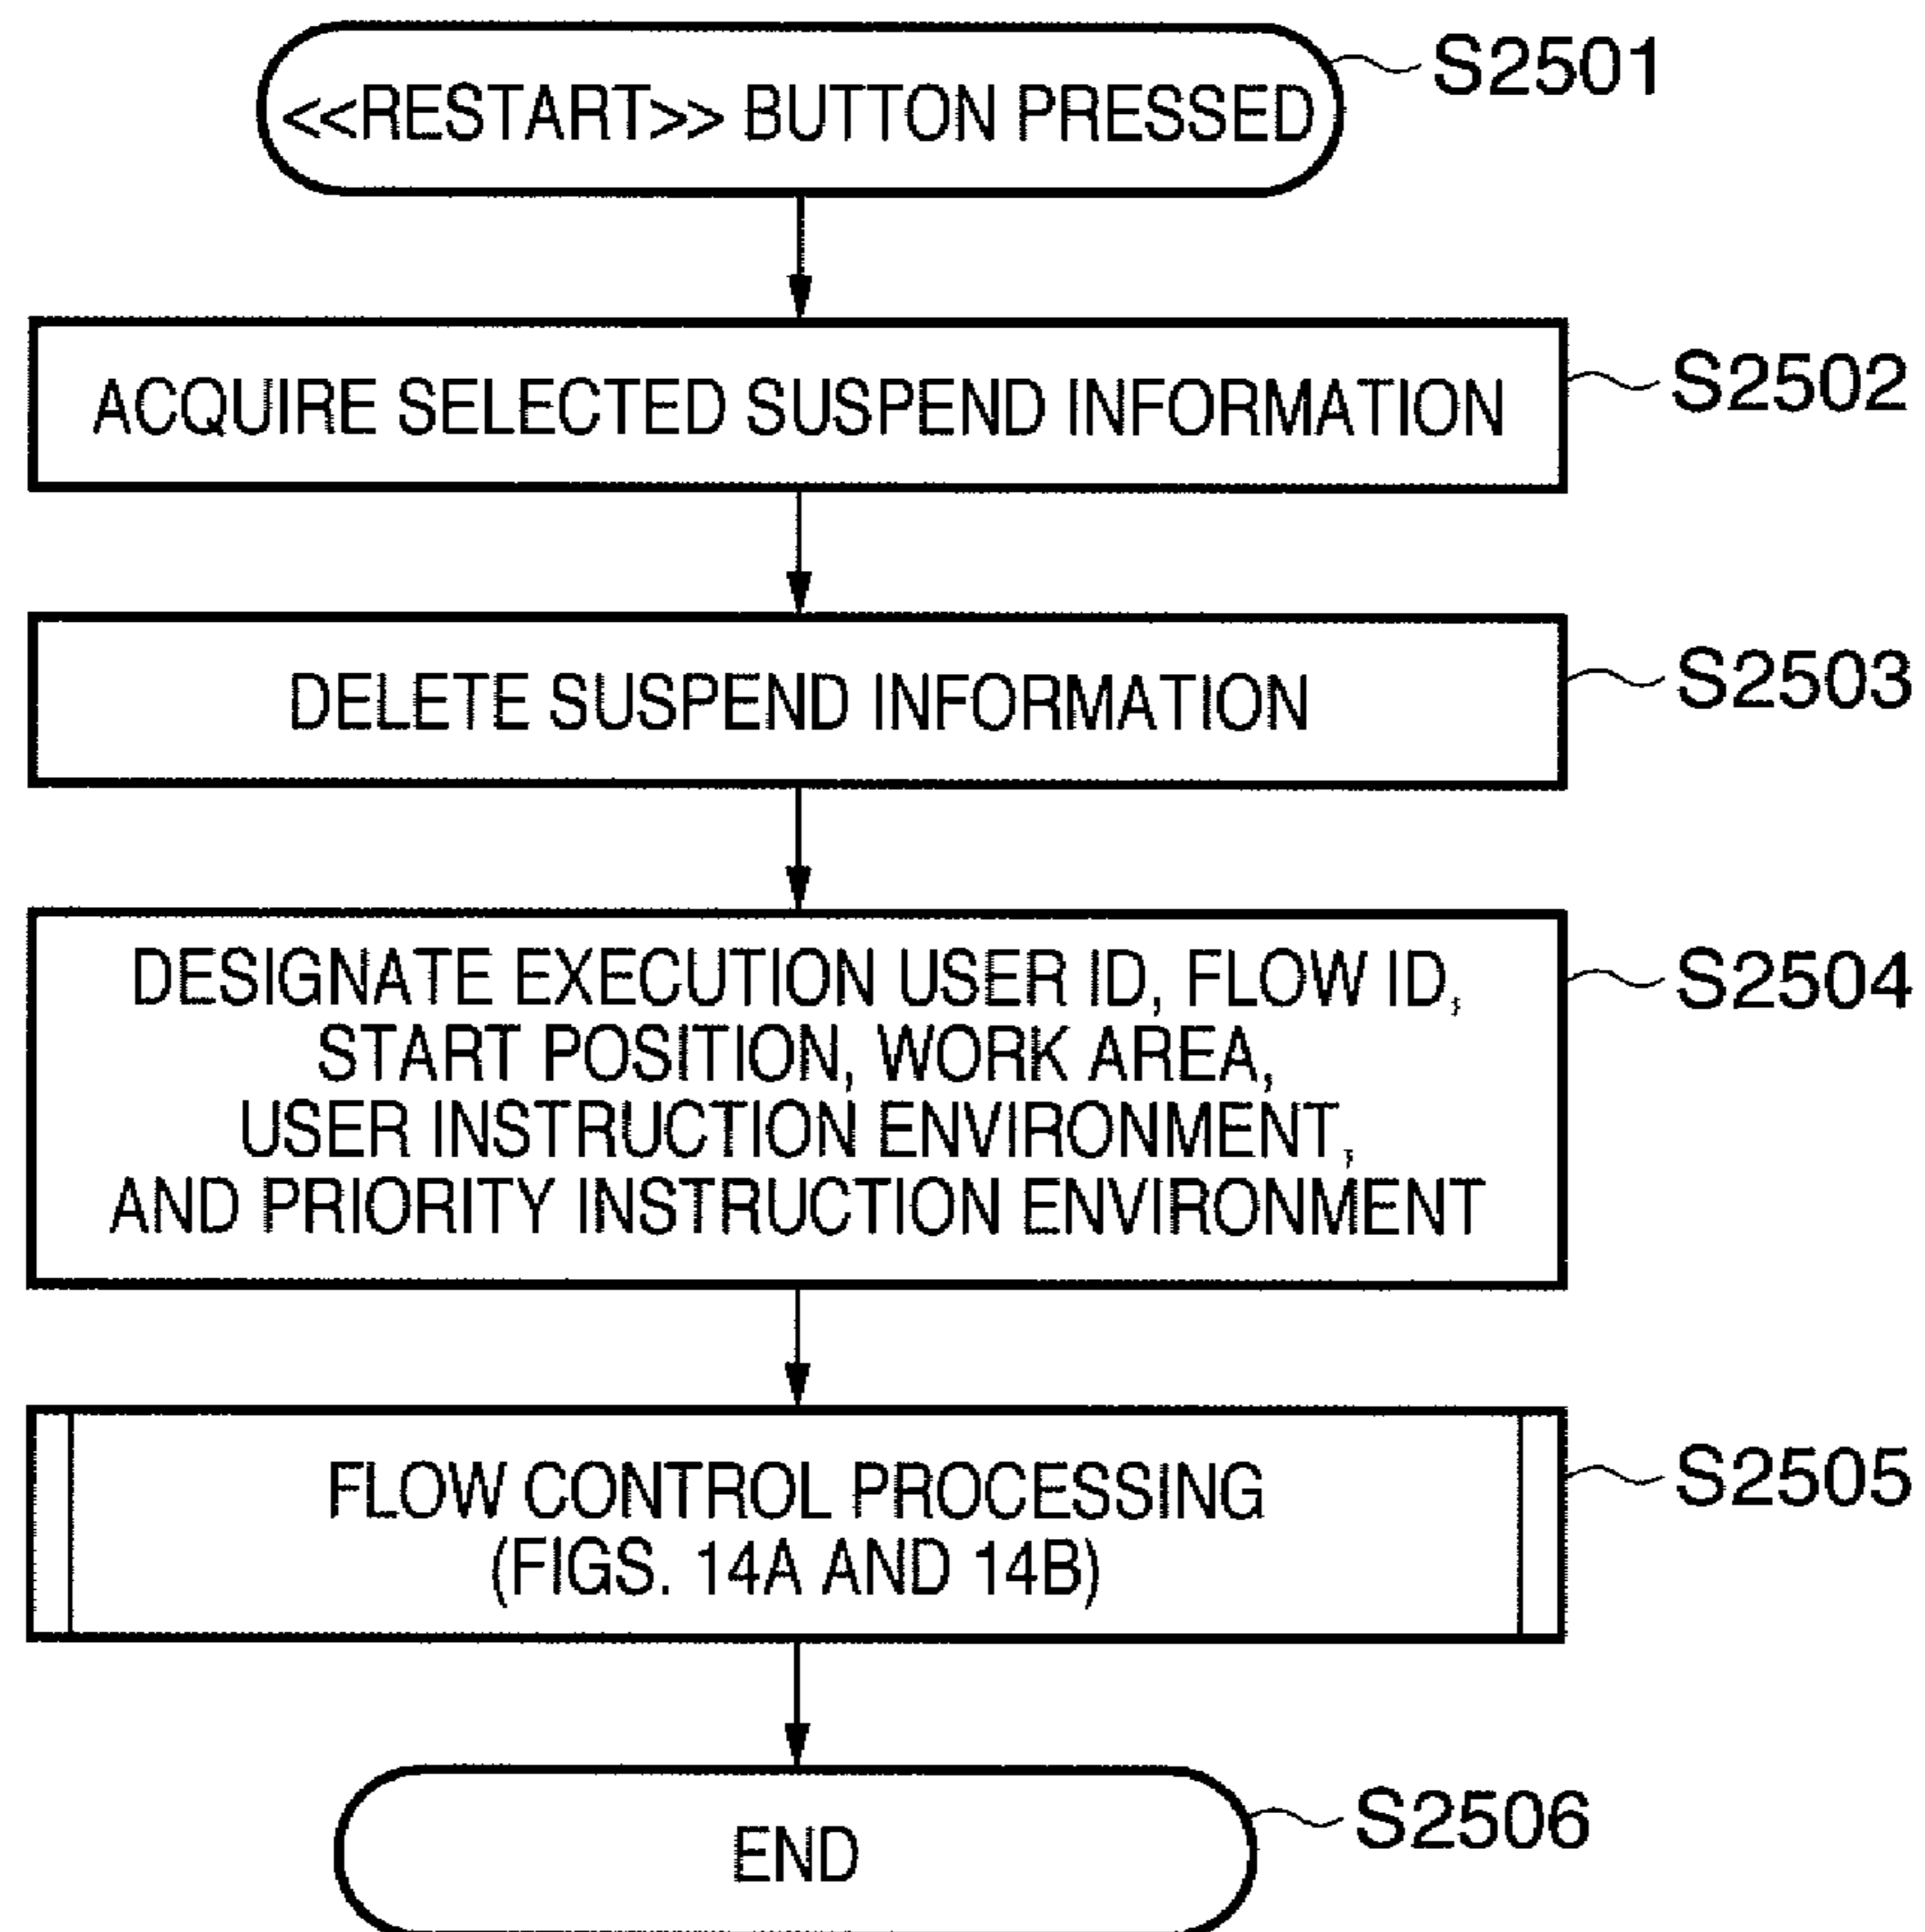 <<RESTART>> BUTTON PRESSED
S2501
ACQUIRE SELECTED SUSPEND INFORMATION
S2502
DELETE SUSPEND INFORMATION
S2503
DESIGNATE EXECUTION USER ID, FLOW ID,
START POSITION, WORK AREA,
USER INSTRUCTION ENVIRONMENT,
AND PRIORITY INSTRUCTION ENVIRONMENT
S2504
FLOW CONTROL PROCESSING
(FIGS. 14A AND 14B)
S2505
END
S2506